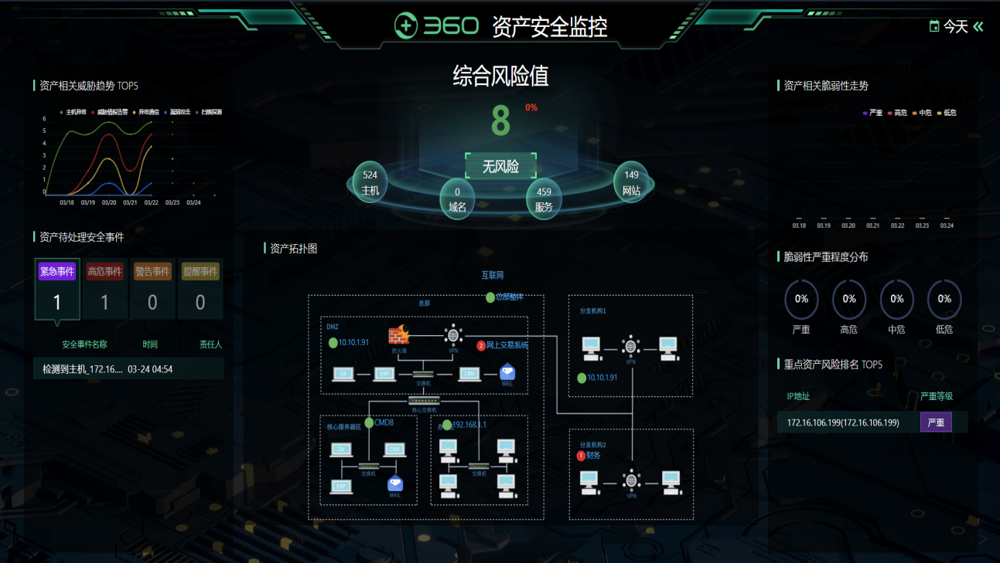 360 资产安全监控
今天
资产相关威胁趋势 TOP5
主机异常 威胁情报告警 异常通信 漏洞攻击 扫描探测
6
5
4
3
2
1
0
03/18 03/19 03/20 03/21 03/22 03/23 03/24
资产待处理安全事件
紧急事件 高危事件 警告事件 提醒事件
1 1 0 0
安全事件名称 时间 责任人
检测到主机_172.16.... 03-24 04:54
综合风险值
8 0%
无风险
524
主机
0
域名
459
服务
149
网站
资产拓扑图
互联网
总部整体
总部
DMZ
10.10.1.91
防火墙
VPN
2 网上交易系统
OA ERP 交换机 CRM MAIL
核心交换机
核心服务器区 CMDB
OA CRM
交换机
ERP MAIL
办 192.168.1.1
交换机
分支机构1
VPN
10.10.1.91
分支机构2
1 财务
VPN
资产相关脆弱性走势
严重 高危 中危 低危
03.18 03.19 03.20 03.21 03.22 03.23 03.24
脆弱性严重程度分布
0% 0% 0% 0%
严重 高危 中危 低危
重点资产风险排名 TOP5
IP地址 严重等级
172.16.106.199(172.16.106.199) 严重